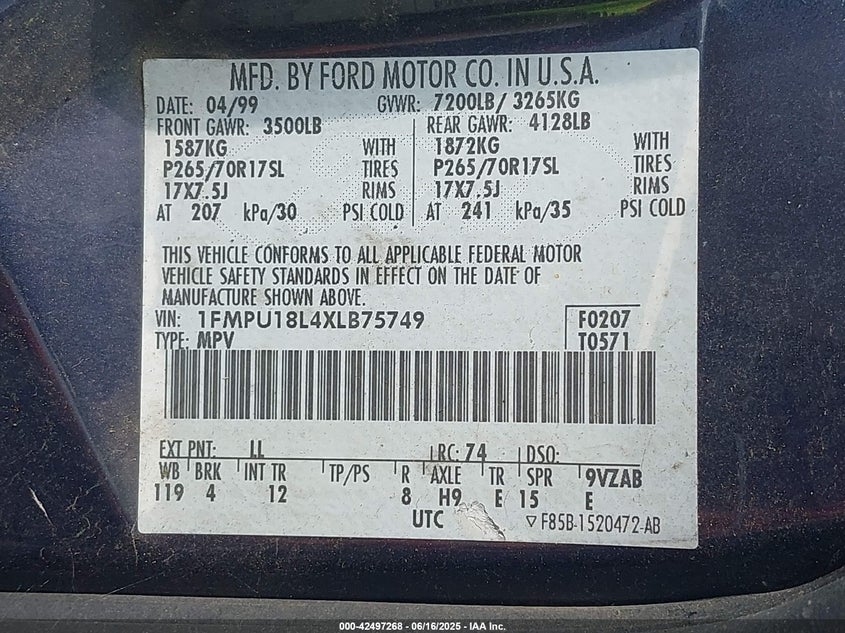 MFD. BY FORD MOTOR CO. IN U.S.A.
DATE: 04/99 GVWR: 7200LB/ 3265KG
FRONT GAWR: 3500LB REAR GAWR: 4128LB
1587KG WITH 1872KG WITH
P265/70R17SL TIRES P265/70R17SL TIRES
17X7.5J RIMS 17X7.5J RIMS
AT 207 kPa/30 PSI COLD AT 241 kPa/35 PSI COLD
THIS VEHICLE CONFORMS TO ALL APPLICABLE FEDERAL MOTOR
VEHICLE SAFETY STANDARDS IN EFFECT ON THE DATE OF
MANUFACTURE SHOWN ABOVE.
VIN: 1FMPU18L4XLB75749 F0207
TYPE: MPV T0571
EXT PNT: LL RC: 74 DSO:
WB BRK INT TR TP/PS R AXLE TR SPR 9VZAB
119 4 12 8 H9 E 15 E
UTC ▽F85B-1520472-AB
000-42497268 - 06/16/2025 - IAA Inc.